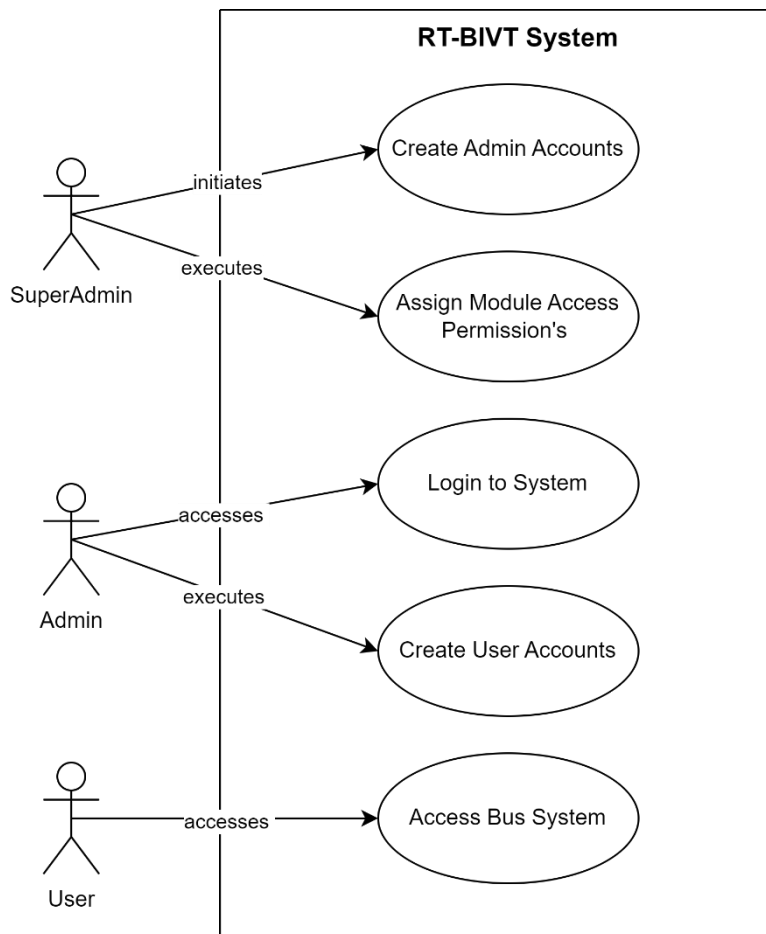 RT-BIVT System
Create Admin Accounts
initiates
SuperAdmin
executes
Assign Module Access
Permission's
Login to System
accesses
Admin
executes
Create User Accounts
Access Bus System
accesses
User